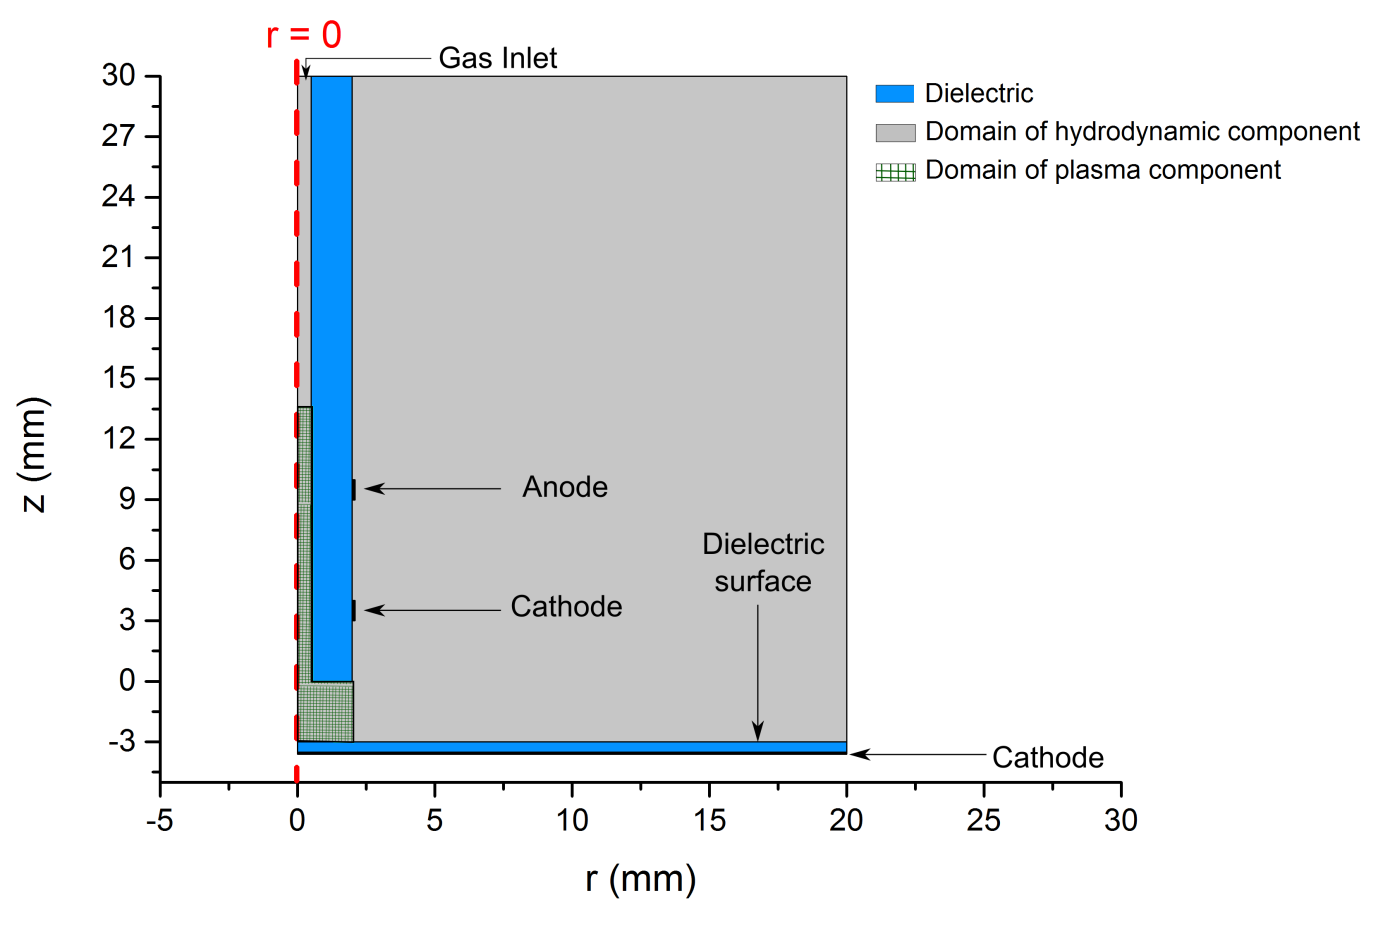 r = 0
Gas Inlet
Dielectric
Domain of hydrodynamic component
Domain of plasma component
30
27
24
21
18
15
12
9
6
3
0
-3
z (mm)
Anode
Cathode
Dielectric
surface
Cathode
-5
0
5
10
15
20
25
30
r (mm)